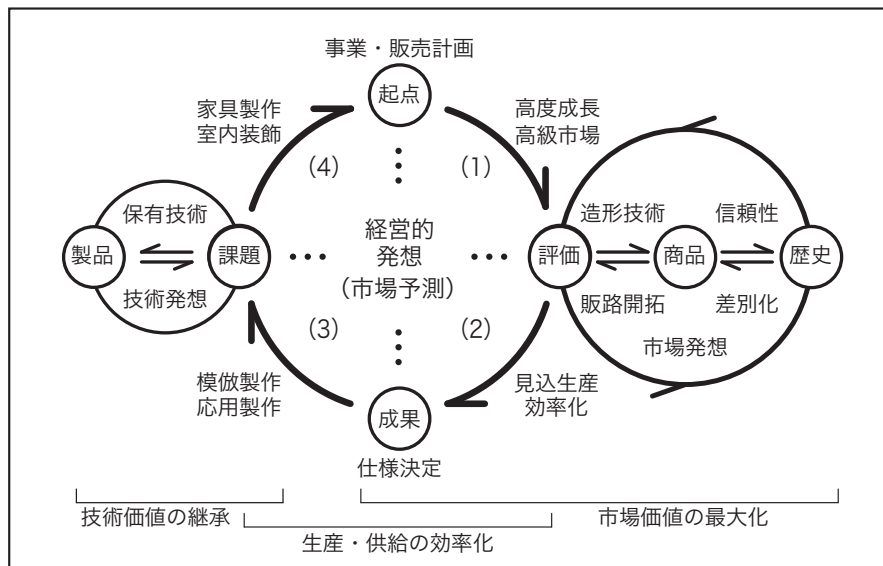 事業・販売計画
起点
家具製作
室内装飾
高度成長
高級市場
(4)
(1)
保有技術
製品
課題
技術発想
経営的
発想
(市場予測)
造形技術
信頼性
評価
商品
歴史
販路開拓
差別化
市場発想
(3)
(2)
模倣製作
応用製作
見込生産
効率化
成果
仕様決定
技術価値の継承
市場価値の最大化
生産・供給の効率化